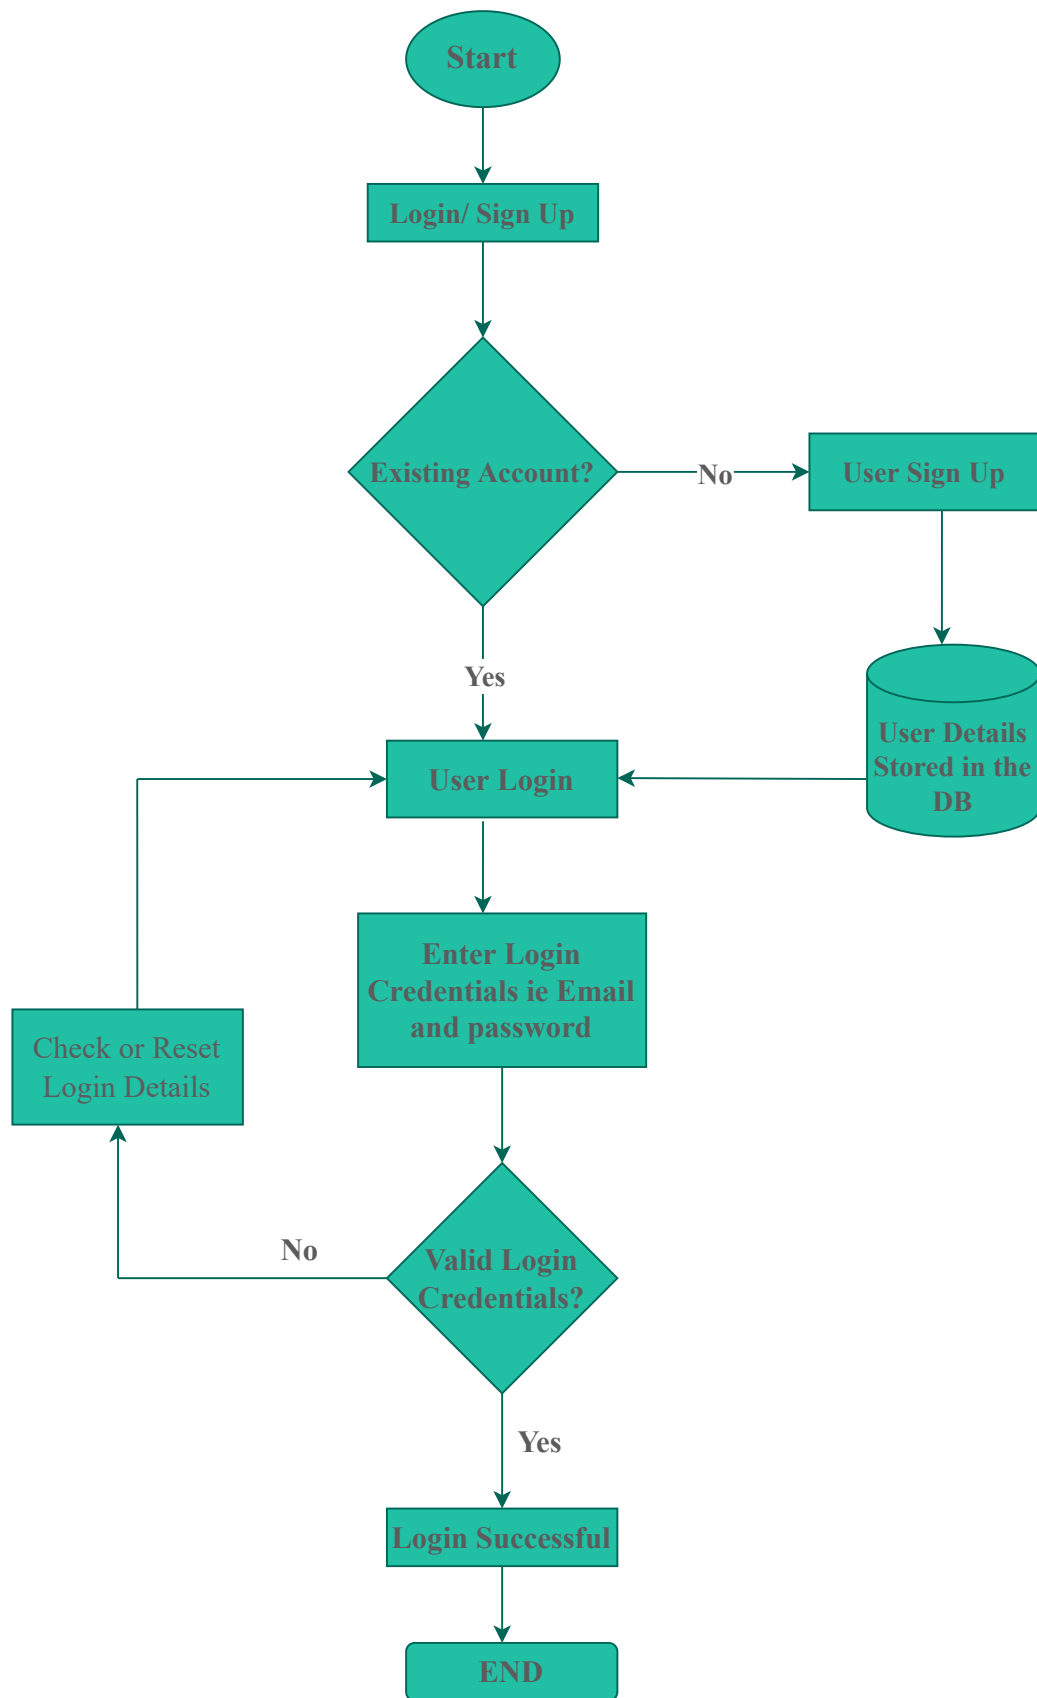 Start
Login/ Sign Up
Existing Account?
No
User Sign Up
Yes
User Details
Stored in the
DB
User Login
Enter Login
Credentials ie Email
and password
Check or Reset
Login Details
No
Valid Login
Credentials?
Yes
Login Successful
END